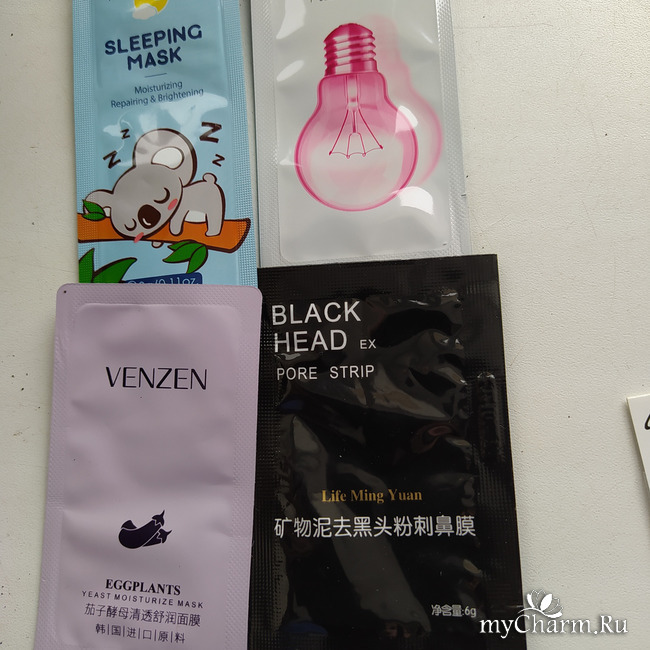 SLEEPING
MASK
Moisturizing
Repairing & Brightening
Z Z Z
Z Z
BLACK
HEAD EX
PORE STRIP
Life Ming Yuan
矿物泥去黑头粉刺鼻膜
净含量:6g
VENZEN
EGGPLANTS
YEAST MOISTURIZE MASK
茄子酵母清透舒润面膜
韩|国|进|口|原|料
myCharm.Ru